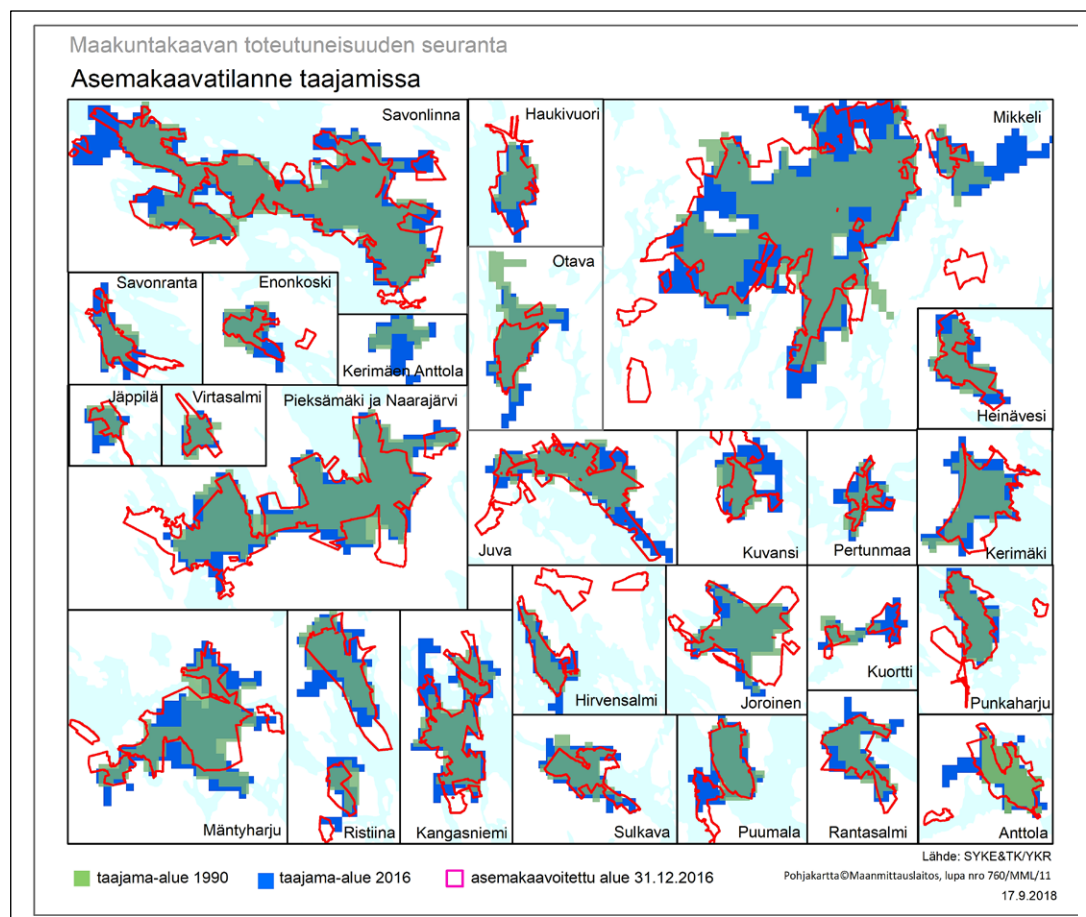 Maakuntakaavan toteutuneisuuden seuranta
Asemakaavatilanne taajamissa
Savonlinna
Haukivuori
Mikkeli
Otava
Savonranta
Enonkoski
Kerimäen Anttola
Heinävesi
Jäppilä
Virtasalmi
Pieksämäki ja Naarajärvi
Juva
Kuvansi
Pertunmaa
Kerimäki
Hirvensalmi
Joroinen
Kuortti
Punkaharju
Mäntyharju
Ristiina
Kangasniemi
Sulkava
Puumala
Rantasalmi
Anttola
taajama-alue 1990
taajama-alue 2016
asemakaavoitettu alue 31.12.2016
Lähde: SYKE&TK/YKR
Pohjakartta©Maanmittauslaitos, lupa nro 760/MML/11
17.9.2018